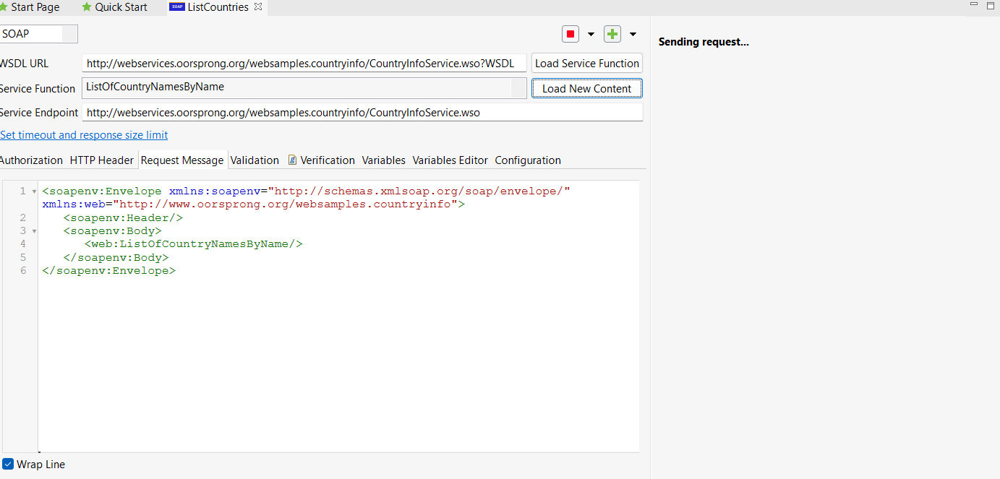 Start Page Quick Start SOAP ListCountries
SOAP
Sending request...
WSDL URL http://webservices.oorsprong.org/websamples.countryinfo/CountryInfoService.wso?WSDL Load Service Function
Service Function ListOfCountryNamesByName Load New Content
Service Endpoint http://webservices.oorsprong.org/websamples.countryinfo/CountryInfoService.wso
Set timeout and response size limit
Authorization HTTP Header Request Message Validation Verification Variables Variables Editor Configuration
1 <soapenv:Envelope xmlns:soapenv="http://schemas.xmlsoap.org/soap/envelope/"
xmlns:web="http://www.oorsprong.org/websamples.countryinfo">
2 <soapenv:Header/>
3 <soapenv:Body>
4 <web:ListOfCountryNamesByName/>
5 </soapenv:Body>
6 </soapenv:Envelope>
Wrap Line